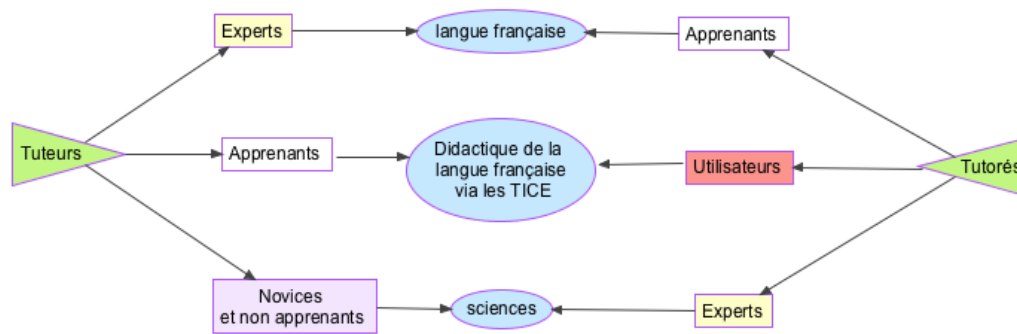 Experts
langue française
Apprenants
Tuteurs
Apprenants
Didactique de la
langue française
via les TICE
Utilisateurs
Tutorés
Novices
et non apprenants
sciences
Experts